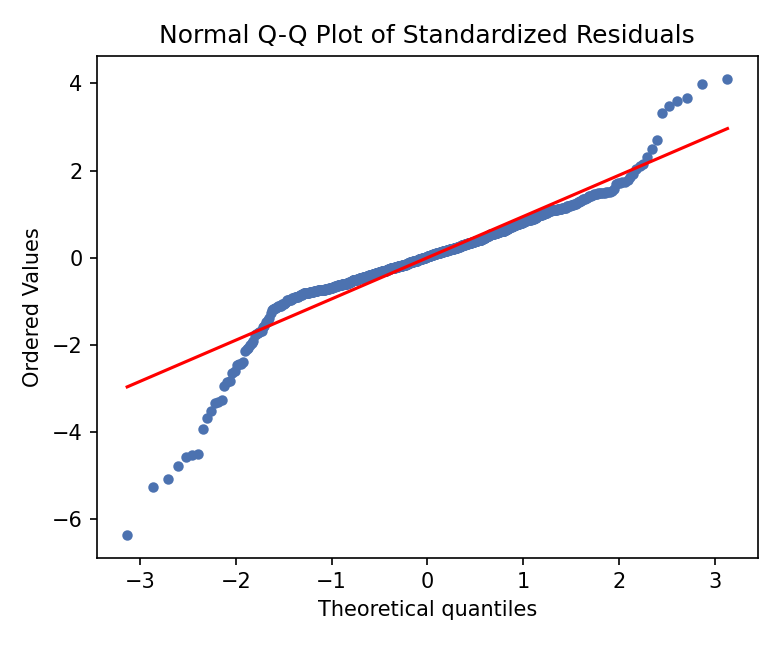 Normal Q-Q Plot of Standardized Residuals
4
2
0
−2
−4
−6
Ordered Values
−3 −2 −1 0 1 2 3
Theoretical quantiles